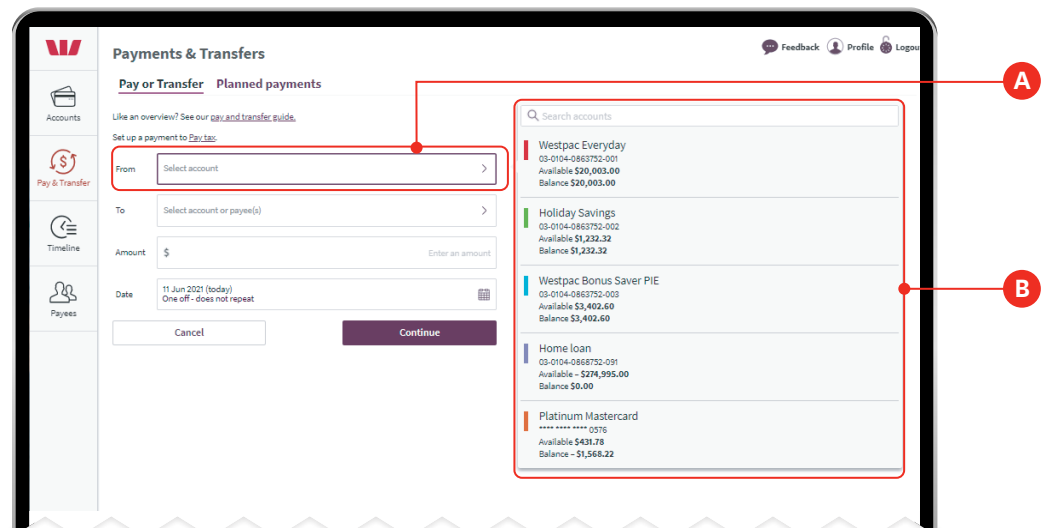 Payments & Transfers
Feedback Profile Logou
Pay or Transfer Planned payments
Like an overview? See our pay and transfer guide.
Set up a payment to Pay tax.
Accounts
Pay & Transfer
Timeline
Payees
From Select account
To Select account or payee(s)
Amount $ Enter an amount
Date 11 Jun 2021 (today)
One off - does not repeat
Cancel Continue
Search accounts
Westpac Everyday
03-0104-0863752-001
Available $20,003.00
Balance $20,003.00
Holiday Savings
03-0104-0863752-002
Available $1,232.32
Balance $1,232.32
Westpac Bonus Saver PIE
03-0104-0863752-003
Available $3,402.60
Balance $3,402.60
Home loan
03-0104-0868752-091
Available – $274,995.00
Balance $0.00
Platinum Mastercard
**** **** **** 0576
Available $431.78
Balance – $1,568.22
A
B